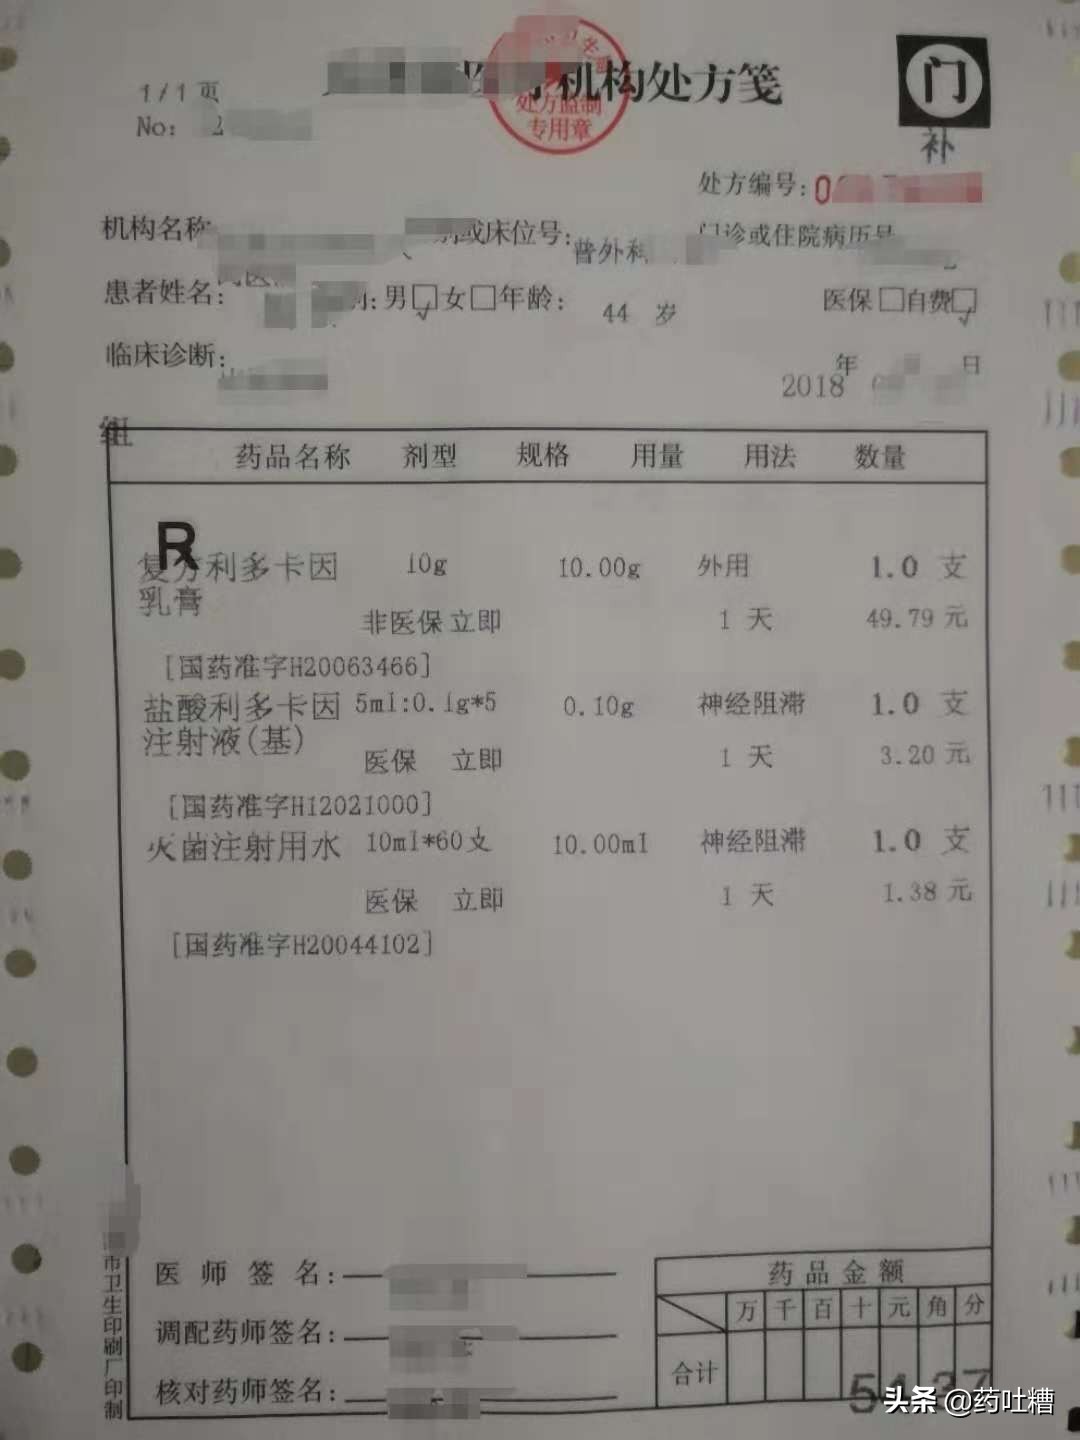 1/1 页
No: 2
机构处方笺
处方监制
专用章
门
补
处方编号:0
机构名称
或床位号:
普外科
门诊或住院病历号
患者姓名:
男□√女□年龄:
44 岁
医保□自费□√
临床诊断:
2018 年
日
组
药品名称 剂型 规格 用量 用法 数量
R
复方利多卡因 10g 10.00g 外用 1.0 支
乳膏
非医保 立即 1 天 49.79 元
[国药准字H20063466]
盐酸利多卡因 5ml:0.1g*5 0.10g 神经阻滞 1.0 支
注射液(基)
医保 立即 1 天 3.20 元
[国药准字H12021000]
灭菌注射用水 10ml*60支 10.00ml 神经阻滞 1.0 支
医保 立即 1 天 1.38 元
[国药准字H20044102]
市卫生印刷厂印制
医师签名:
调配药师签名:
核对药师签名:
药品金额
万 千 百 十 元 角 分
合计
头条 @药吐糟